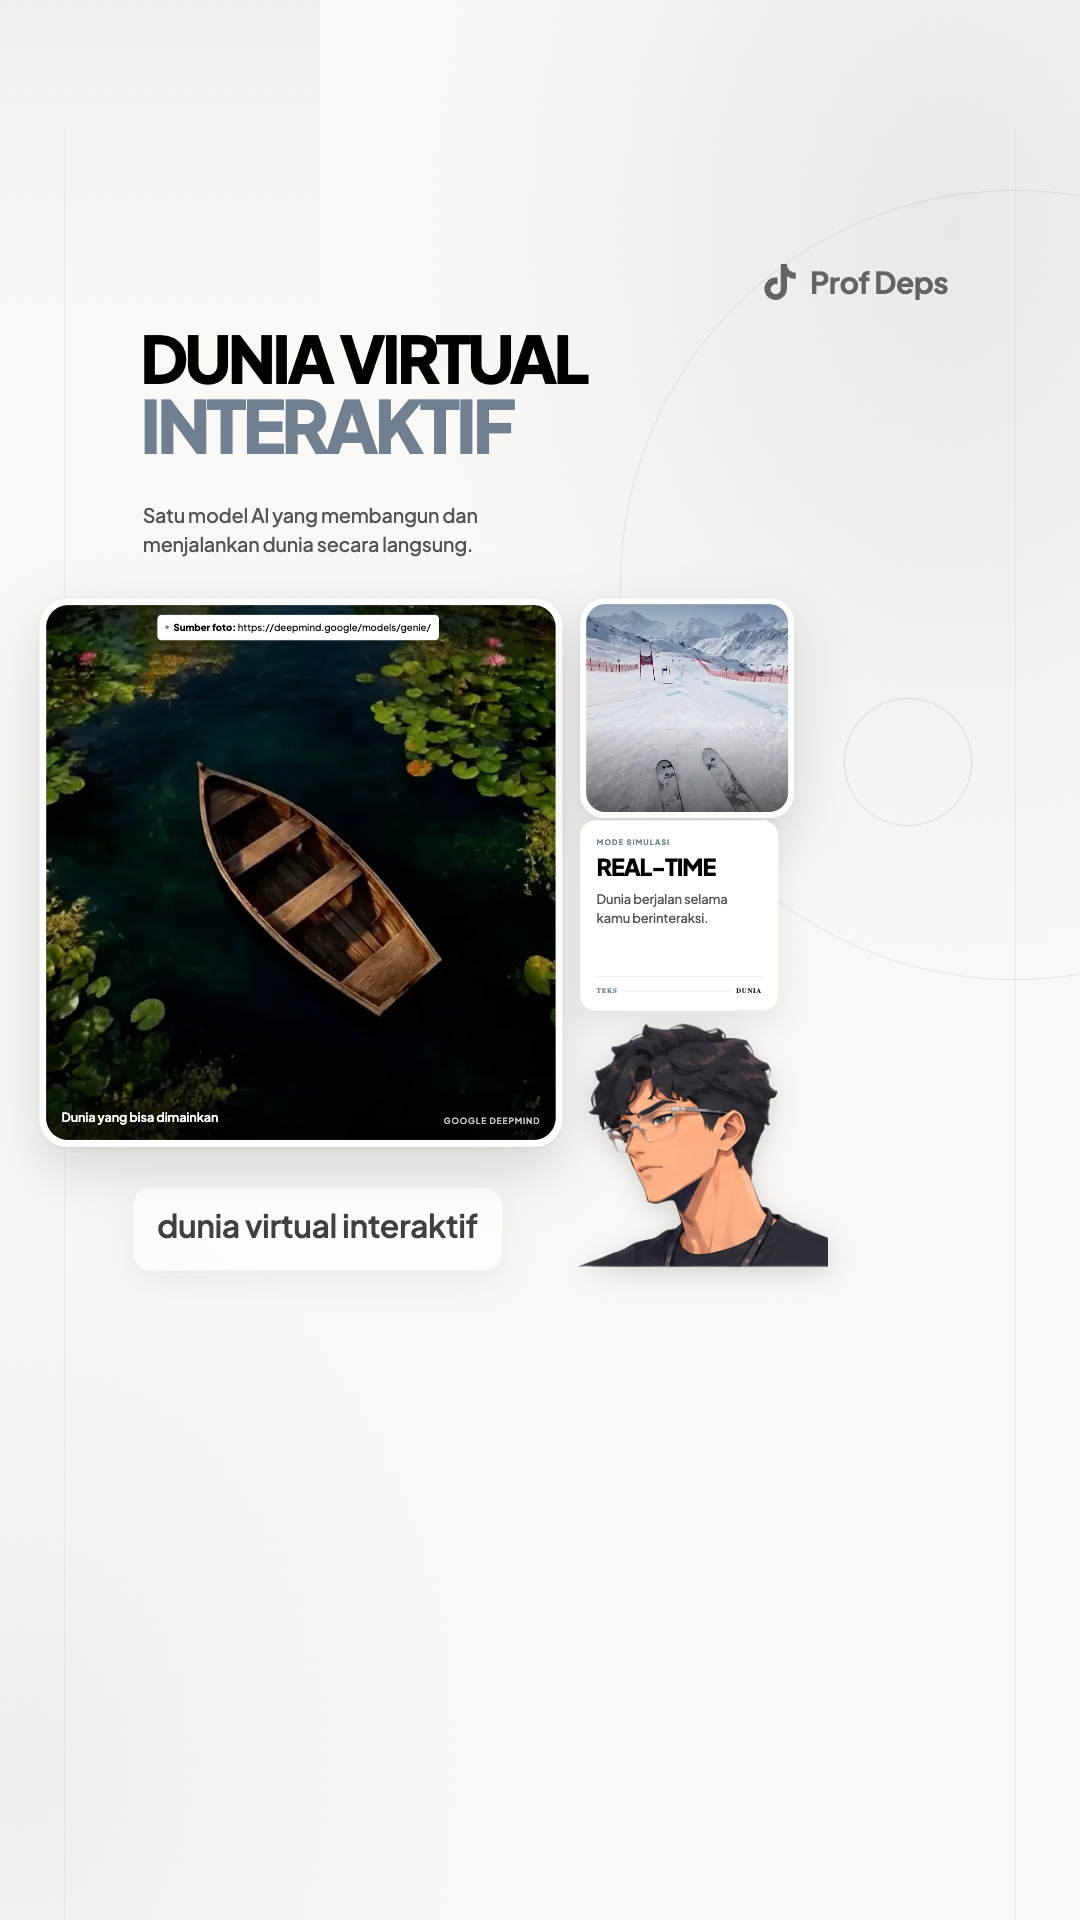 Prof Deps
DUNIA VIRTUAL
INTERAKTIF
Satu model AI yang membangun dan
menjalankan dunia secara langsung.
Sumber foto: https://deepmind.google/models/genie/
Dunia yang bisa dimainkan
GOOGLE DEEPMIND
MODE SIMULASI
REAL-TIME
Dunia berjalan selama
kamu berinteraksi.
TEKS
DUNIA
dunia virtual interaktif